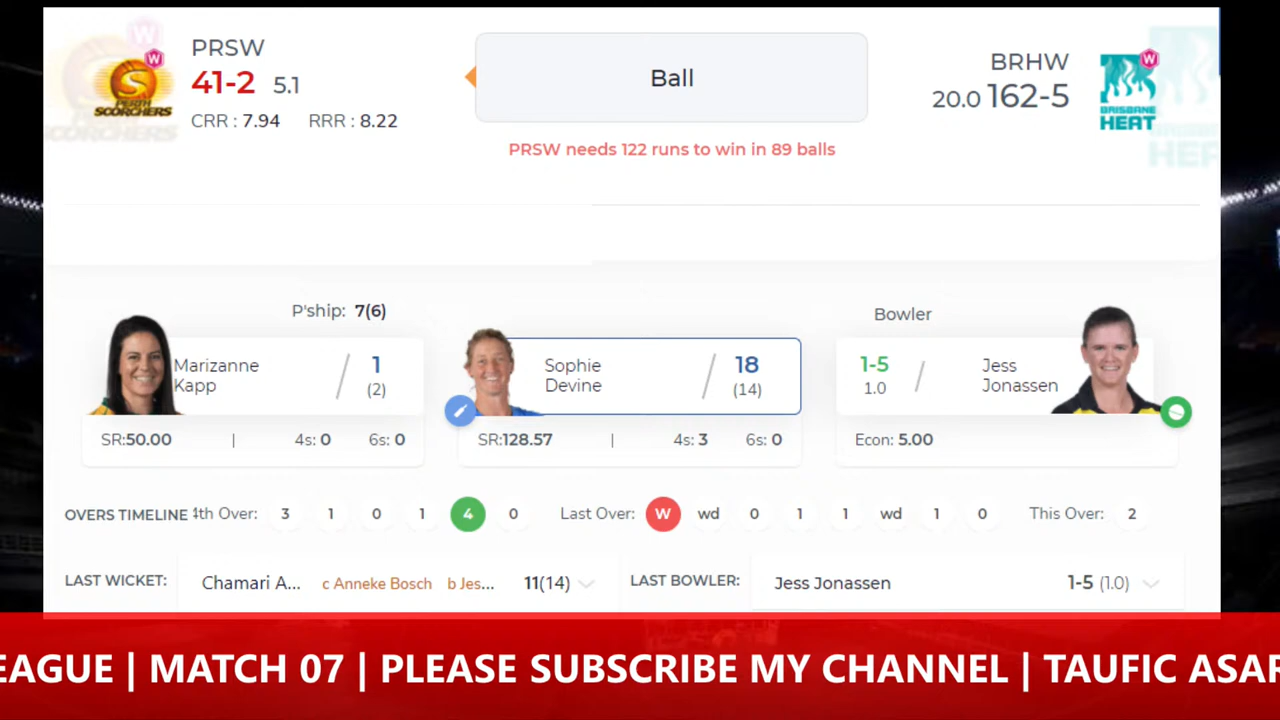 PRSW
41-2 5.1
CRR : 7.94 RRR : 8.22
W
PERTH
SCORCHERS
Ball
PRSW needs 122 runs to win in 89 balls
BRHW
20.0 162-5
W
BRISBANE
HEAT
P'ship: 7(6)
Marizanne
Kapp
1
(2)
SR:50.00 | 4s: 0 6s: 0
Sophie
Devine
18
(14)
SR:128.57 | 4s: 3 6s: 0
Bowler
1-5
1.0
Jess
Jonassen
Econ: 5.00
OVERS TIMELINE 4th Over: 3 1 0 1 4 0 Last Over: W wd 0 1 1 wd 1 0 This Over: 2
LAST WICKET: Chamari A... c Anneke Bosch b Jes... 11(14)
LAST BOWLER: Jess Jonassen 1-5 (1.0)
EAGUE | MATCH 07 | PLEASE SUBSCRIBE MY CHANNEL | TAUFIC ASAR